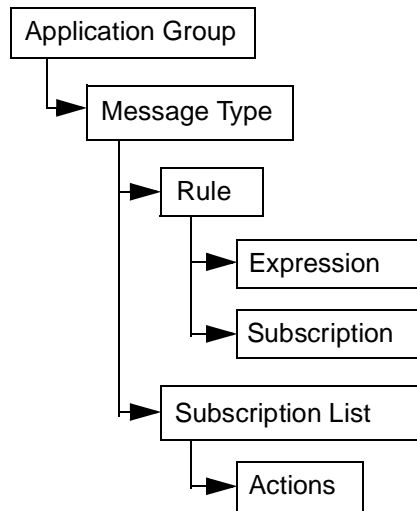 Application Group
Message Type
Rule
Expression
Subscription
Subscription List
Actions